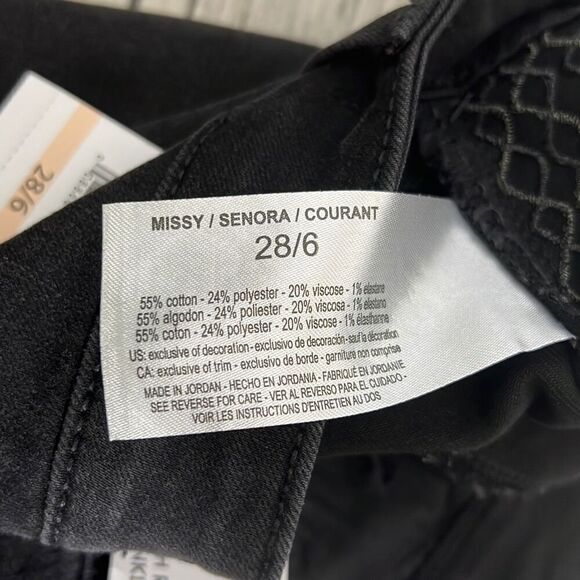 28/6
MISSY / SENORA / COURANT
28/6
55% cotton - 24% polyester - 20% viscose - 1% elastane
55% algodon - 24% polyester - 20% viscosa - 1% elastano
55% coton - 24% polyester - 20% viscose - 1% élasthanne
US: exclusive of decoration - exclusivo de decoración - sauf la décoration
CA: exclusive of trim - exclusivo de borde - garniture non comprise
MADE IN JORDAN - HECHO EN JORDANIA - FABRIQUÉ EN JORDANIE
SEE REVERSE FOR CARE - VER AL REVERSO PARA EL CUIDADO -
VOIR LES INSTRUCTIONS D'ENTRETIEN AU DOS